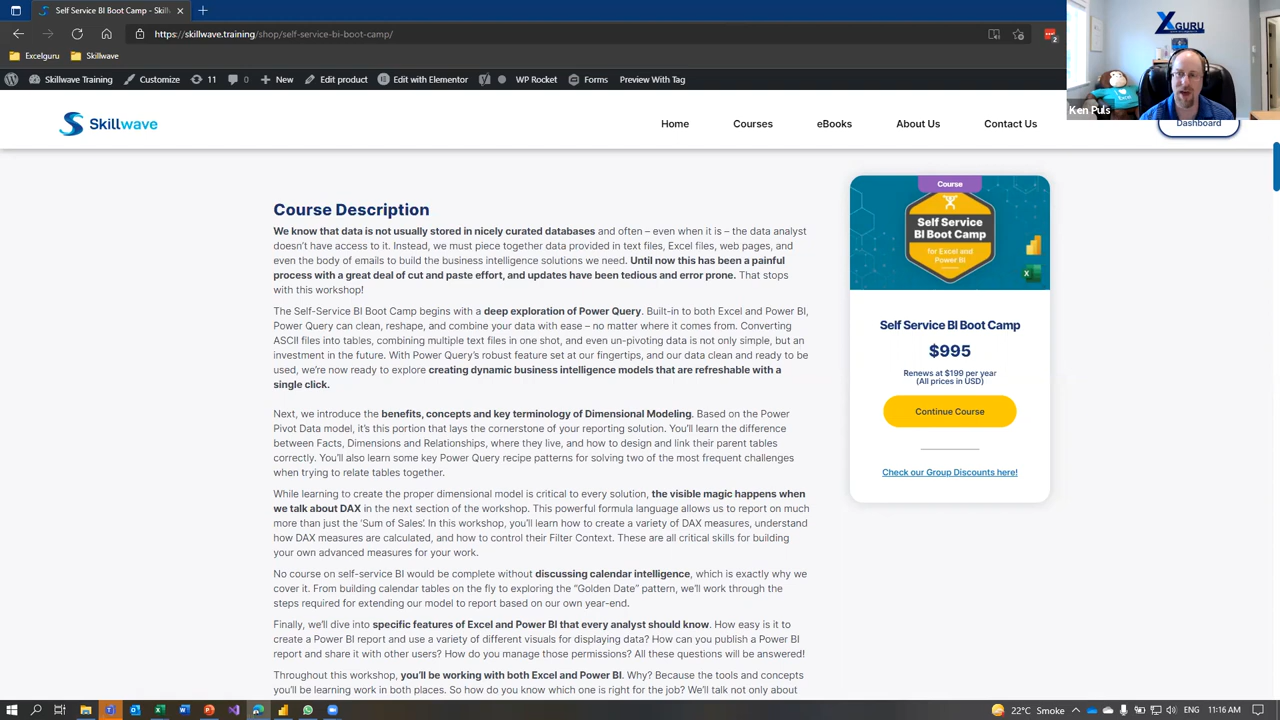 Self Service BI Boot Camp - Skil
https://skillwave.training/shop/self-service-bi-boot-camp/
2
Excelguru
Skillwave
Skillwave Training
Customize
11
0
New
Edit product
Edit with Elementor
WP Rocket
Forms
Preview With Tag
X GURU
Ken Puls
Skillwave
Home
Courses
eBooks
About Us
Contact Us
Dashboard
Course Description
We know that data is not usually stored in nicely curated databases and often – even when it is – the data analyst
doesn't have access to it. Instead, we must piece together data provided in text files, Excel files, web pages, and
even the body of emails to build the business intelligence solutions we need. Until now this has been a painful
process with a great deal of cut and paste effort, and updates have been tedious and error prone. That stops
with this workshop!
The Self-Service BI Boot Camp begins with a deep exploration of Power Query. Built-in to both Excel and Power BI,
Power Query can clean, reshape, and combine your data with ease – no matter where it comes from. Converting
ASCII files into tables, combining multiple text files in one shot, and even un-pivoting data is not only simple, but an
investment in the future. With Power Query's robust feature set at our fingertips, and our data clean and ready to be
used, we're now ready to explore creating dynamic business intelligence models that are refreshable with a
single click.
Next, we introduce the benefits, concepts and key terminology of Dimensional Modeling. Based on the Power
Pivot Data model, it's this portion that lays the cornerstone of your reporting solution. You'll learn the difference
between Facts, Dimensions and Relationships, where they live, and how to design and link their parent tables
correctly. You'll also learn some key Power Query recipe patterns for solving two of the most frequent challenges
when trying to relate tables together.
While learning to create the proper dimensional model is critical to every solution, the visible magic happens when
we talk about DAX in the next section of the workshop. This powerful formula language allows us to report on much
more than just the 'Sum of Sales'. In this workshop, you'll learn how to create a variety of DAX measures, understand
how DAX measures are calculated, and how to control their Filter Context. These are all critical skills for building
your own advanced measures for your work.
No course on self-service BI would be complete without discussing calendar intelligence, which is exactly why we
cover it. From building calendar tables on the fly to exploring the “Golden Date” pattern, we'll work through the
steps required for extending our model to report based on our own year-end.
Finally, we'll dive into specific features of Excel and Power BI that every analyst should know. How easy is it to
create a Power BI report and use a variety of different visuals for displaying data? How can you publish a Power BI
report and share it with other users? How do you manage those permissions? All these questions will be answered!
Throughout this workshop, you'll be working with both Excel and Power BI. Why? Because the tools and concepts
you'll be learning work in both places. So how do you know which one is right for the job? We'll talk not only about
Course
Self Service
BI Boot Camp
for Excel and
Power BI
Self Service BI Boot Camp
$995
Renews at $199 per year
(All prices in USD)
Continue Course
Check our Group Discounts here!
22°C Smoke
ENG
11:16 AM